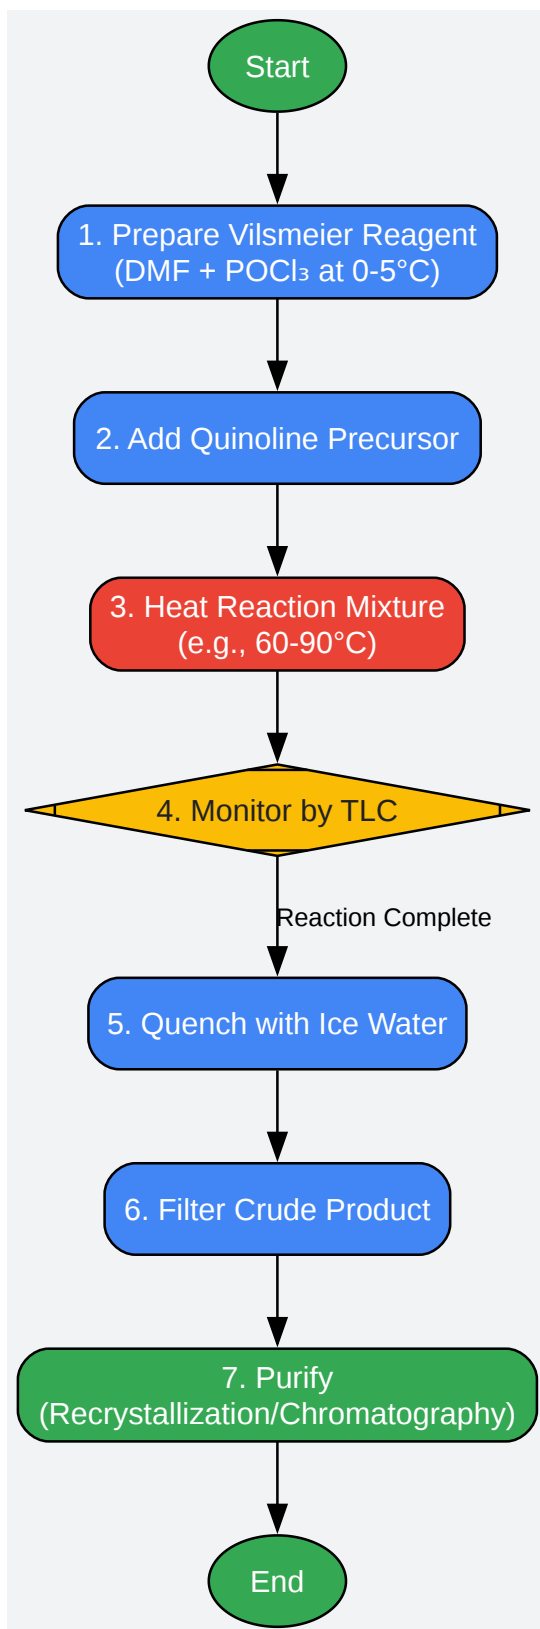 Start
1. Prepare Vilsmeier Reagent
(DMF + POCl₃ at 0-5°C)
2. Add Quinoline Precursor
3. Heat Reaction Mixture
(e.g., 60-90°C)
4. Monitor by TLC
Reaction Complete
5. Quench with Ice Water
6. Filter Crude Product
7. Purify
(Recrystallization/Chromatography)
End